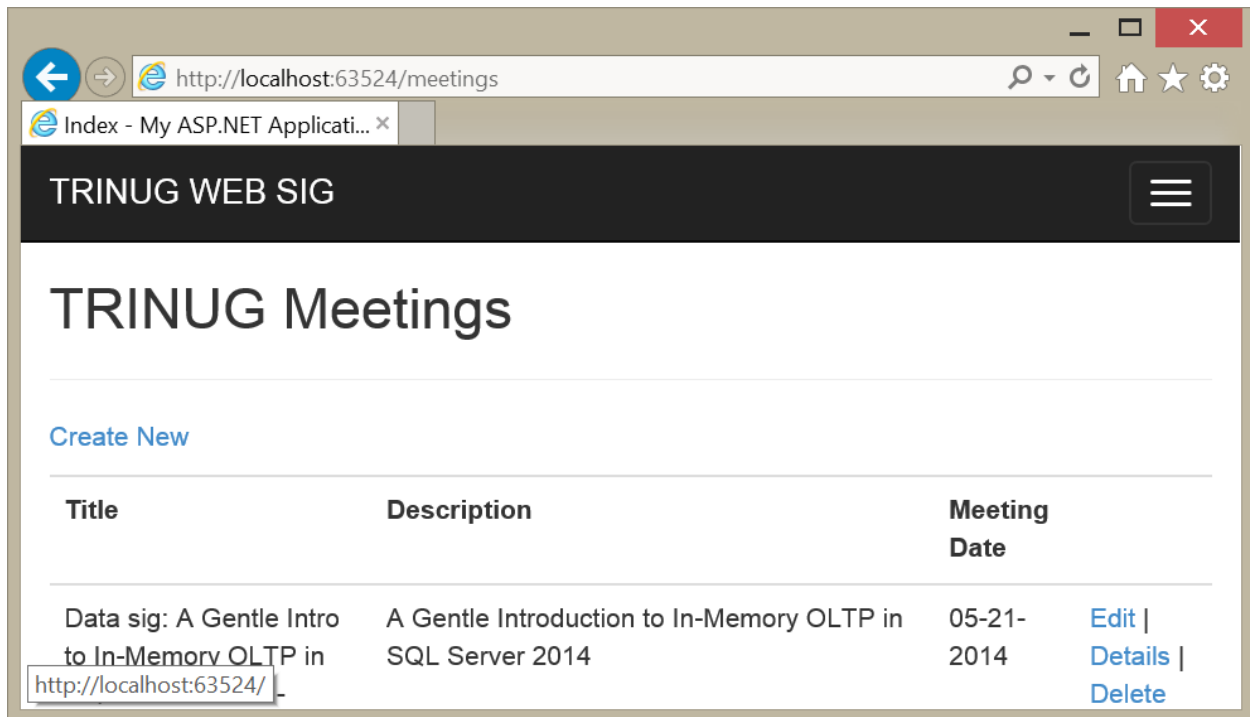 http://localhost:63524/meetings
Index - My ASP.NET Applicati...
TRINUG WEB SIG
TRINUG Meetings
Create New
Title Description Meeting
Date
Data sig: A Gentle Intro A Gentle Introduction to In-Memory OLTP in 05-21- Edit |
to In-Memory OLTP in SQL Server 2014 2014 Details |
http://localhost:63524/ Delete